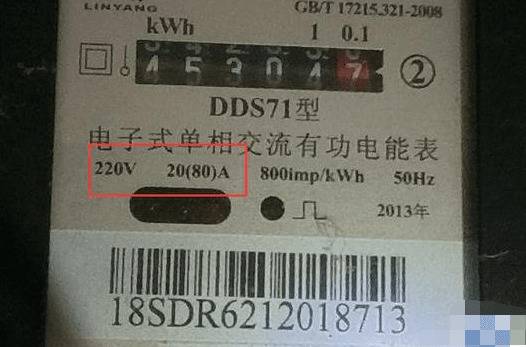 LINYANG
GB/T 17215.321-2008
kWh 1 0.1
4 5 3 0 4 7
2
DDS71型
电子式单相交流有功电能表
220V 20(80)A 800imp/kWh 50Hz
2013年
18SDR6212018713